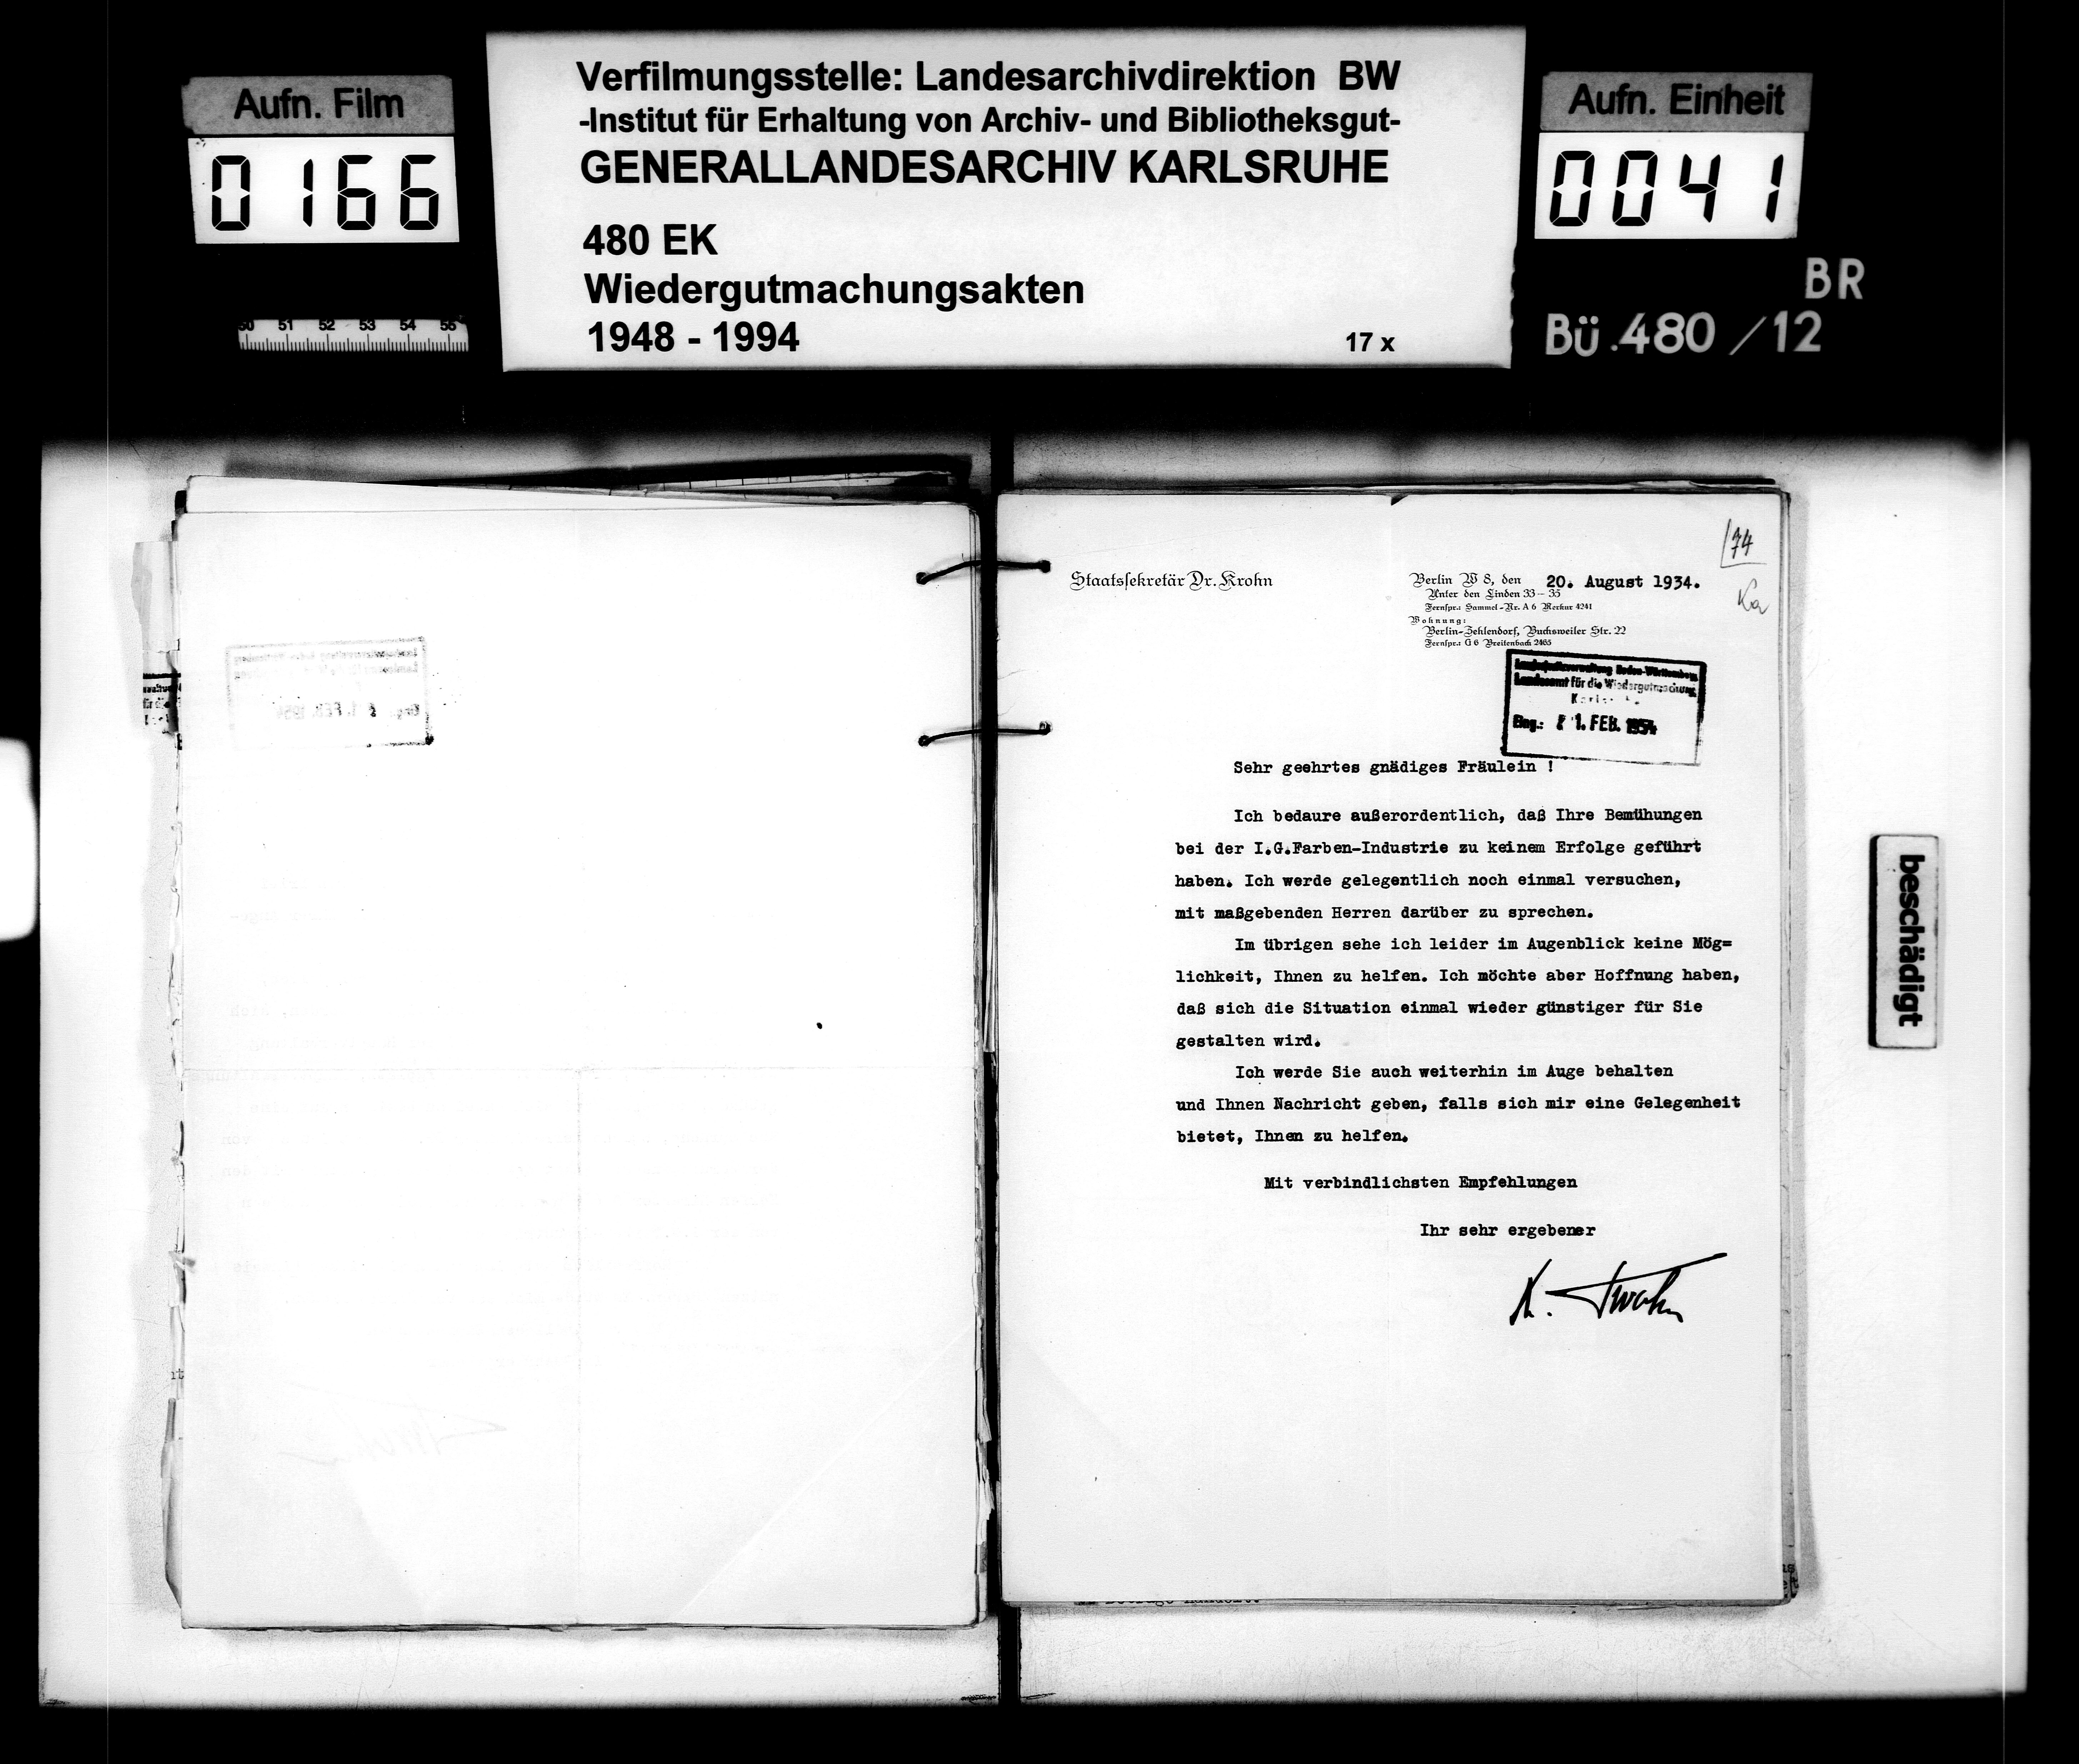 Aufn. Film
0166
Verfilmungsstelle: Landesarchivdirektion BW
-Institut für Erhaltung von Archiv- und Bibliotheksgut-
GENERALLANDESARCHIV KARLSRUHE
480 EK
Wiedergutmachungsakten
1948 - 1994
17 x
Aufn. Einheit
0041
BR
Bü.480/12
50 51 52 53 54 55
174
Staatssekretär Dr. Krohn
Berlin W 8, den 20. August 1934.
Unter den Linden 33-35
Fernspr.: Sammel-Nr. A 6 Merkur 4241
Wohnung:
Berlin-Zehlendorf, Buchsweiler Str. 22
Fernspr.: G 6 Breitenbach 2465
Landesjustizverwaltung Baden-Württemberg
Landesamt für die Wiedergutmachung
Karlsruhe
Eing.: 1. FEB. 1954
Sehr geehrtes gnädiges Fräulein !
Ich bedaure außerordentlich, daß Ihre Bemühungen
bei der I.G.Farben-Industrie zu keinem Erfolge geführt
haben. Ich werde gelegentlich noch einmal versuchen,
mit maßgebenden Herren darüber zu sprechen.
Im übrigen sehe ich leider im Augenblick keine Mög=
lichkeit, Ihnen zu helfen. Ich möchte aber Hoffnung haben,
daß sich die Situation einmal wieder günstiger für Sie
gestalten wird.
Ich werde Sie auch weiterhin im Auge behalten
und Ihnen Nachricht geben, falls sich mir eine Gelegenheit
bietet, Ihnen zu helfen.
Mit verbindlichsten Empfehlungen
Ihr sehr ergebener
Krohn
beschädigt